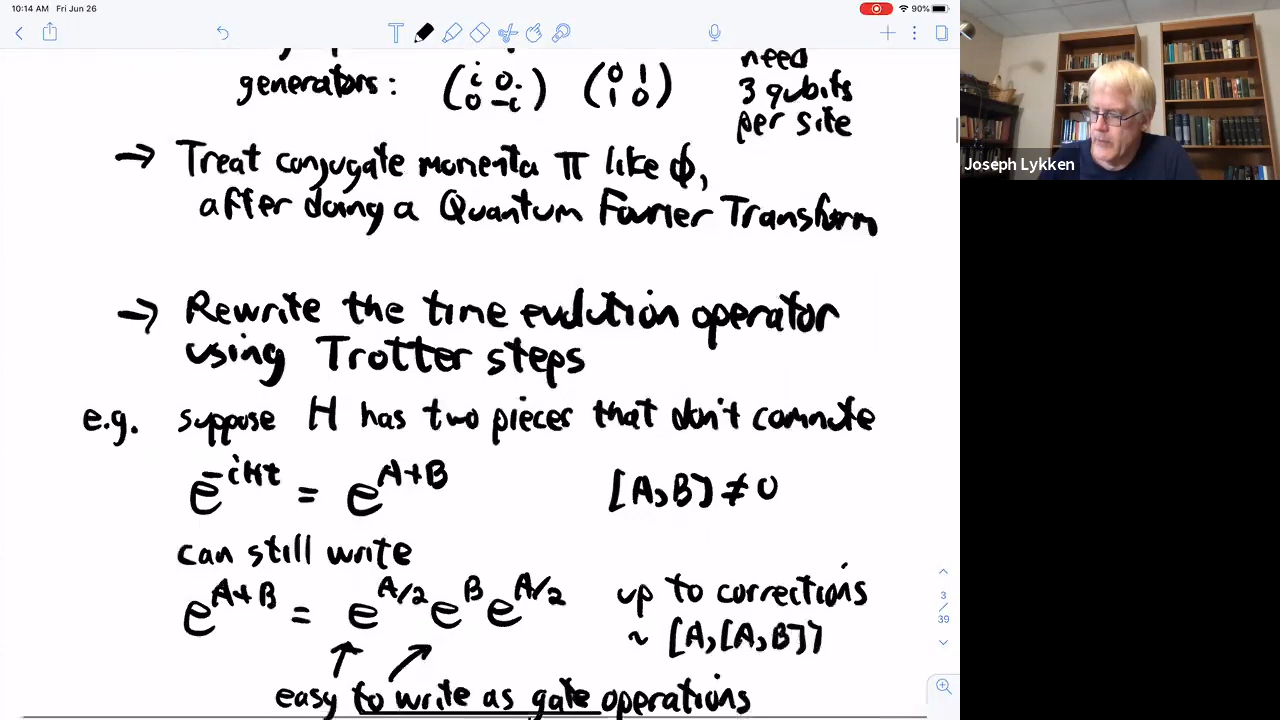 10:14 AM Fri Jun 26
90%
generators: (i 0 0 -i) (0 1 1 0)
need
3 qubits
per site
→ Treat conjugate momenta π like φ,
after doing a Quantum Fourier Transform
→ Rewrite the time evolution operator
using Trotter steps
e.g. suppose H has two pieces that don't commute
e^{-iHt} = e^{A+B} [A,B] ≠ 0
can still write
e^{A+B} = e^{A/2} e^{B} e^{A/2} up to corrections
~ [A,[A,B]]
easy to write as gate operations
3
/
39
Joseph Lykken